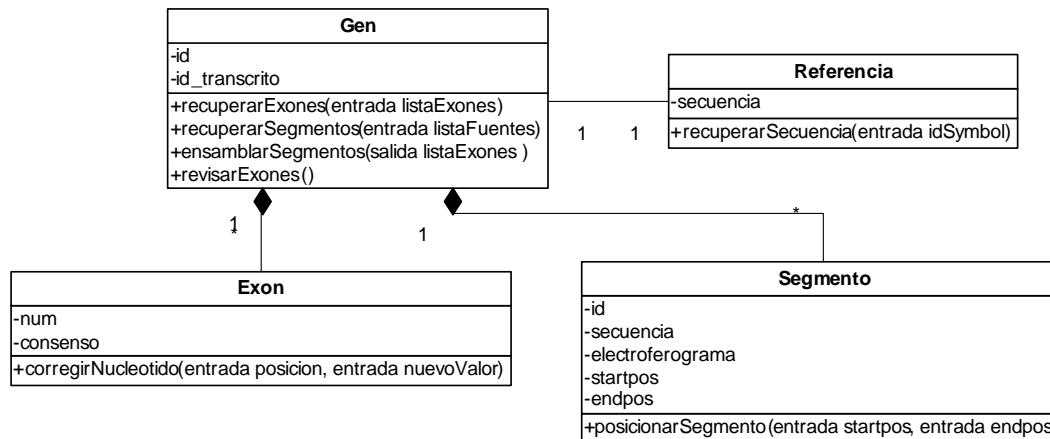 Gen
-id
-id_transcrito
+recuperarExones(entrada listaExones)
+recuperarSegmentos(entrada listaFuentes)
+ensamblarSegmentos(salida listaExones )
+revisarExones()
Referencia
-secuencia
+recuperarSecuencia(entrada idSymbol)
1
1
1
*
1
*
Exon
-num
-consenso
+corregirNucleotido(entrada posicion, entrada nuevoValor)
Segmento
-id
-secuencia
-electroferograma
-startpos
-endpos
+posicionarSegmento(entrada startpos, entrada endpos